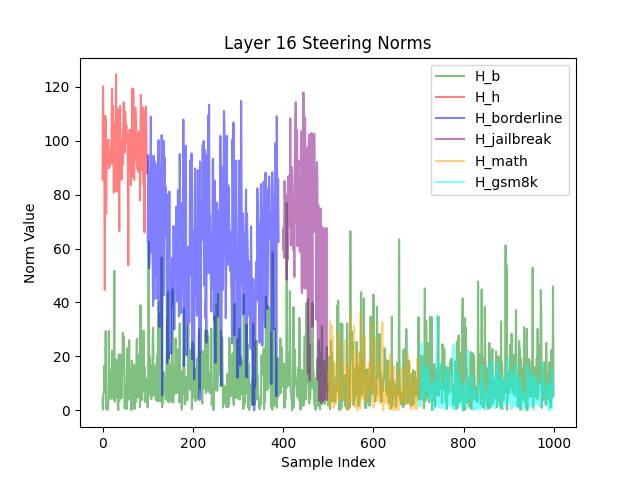 Layer 16 Steering Norms
H_b
H_h
H_borderline
H_jailbreak
H_math
H_gsm8k
Norm Value
120
100
80
60
40
20
0
0
200
400
600
800
1000
Sample Index